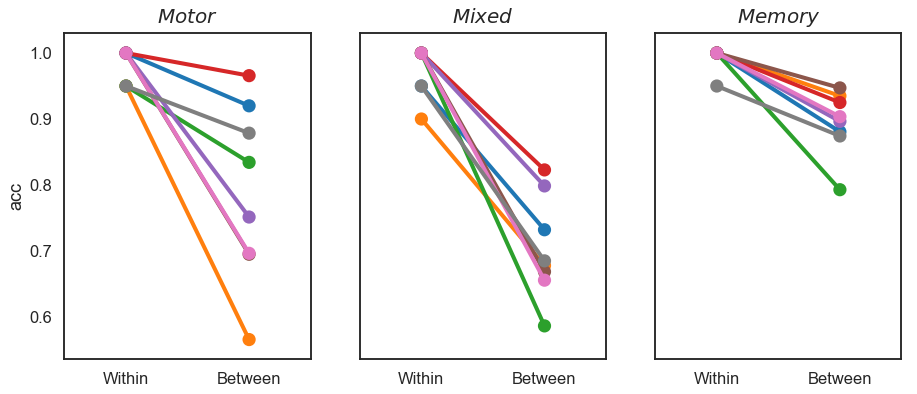 Motor
Mixed
Memory
acc
1.0
0.9
0.8
0.7
0.6
Within
Between
Within
Between
Within
Between